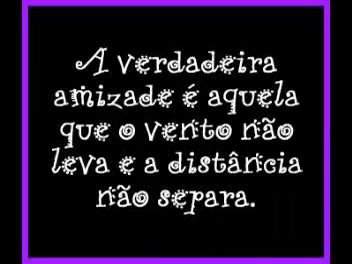 A verdadeira
amizade é aquela
que o vento não
leva e a distância
não separa.